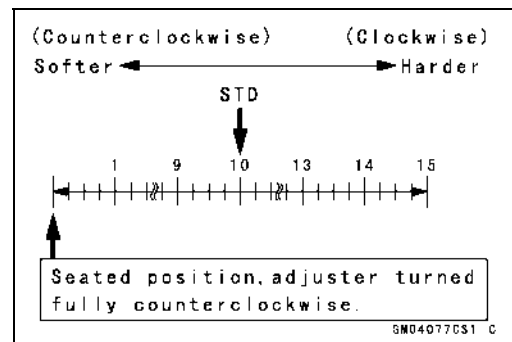 (Counterclockwise) (Clockwise)
Softer Harder
STD
1 9 10 13 14 15
Seated position, adjuster turned
fully counterclockwise.
GM04077CS1 C